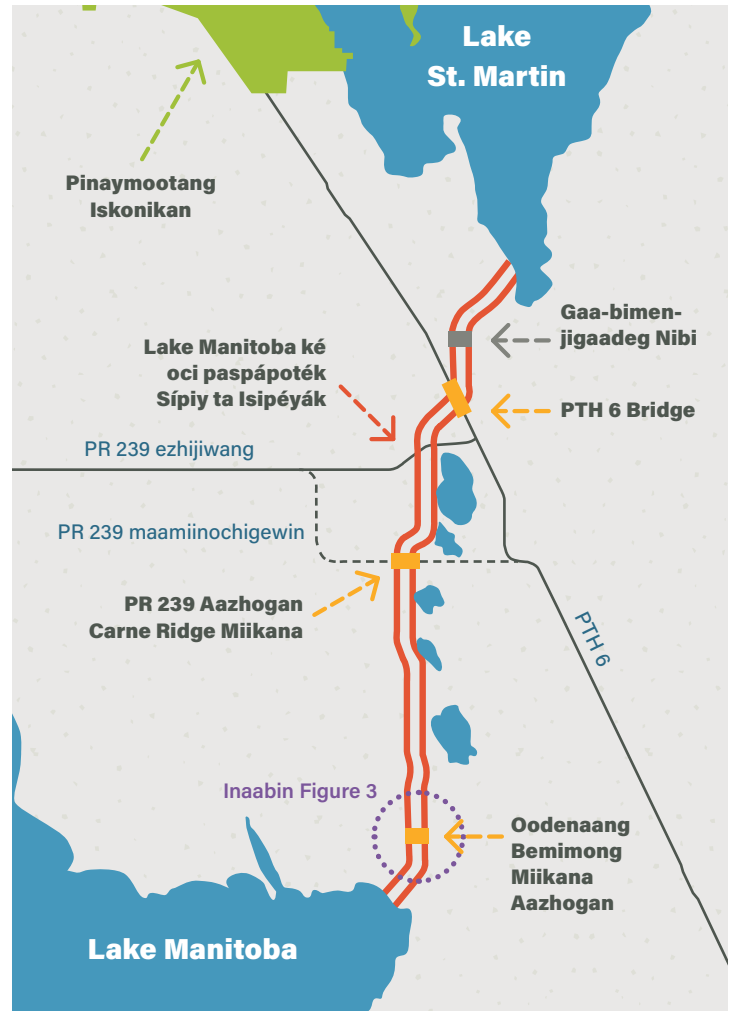 Lake
St. Martin
Pinaymootang
Iskonikan
Gaa-bimen-
jigaadeg Nibi
Lake Manitoba ké
oci paspápoték
Sípiy ta Isipéyák
PTH 6 Bridge
PR 239 ezhijiwang
PR 239 maamiinochigewin
PR 239 Aazhogan
Carne Ridge Miikana
PTH 6
Inaabin Figure 3
Oodenaang
Bemimong
Miikana
Aazhogan
Lake Manitoba